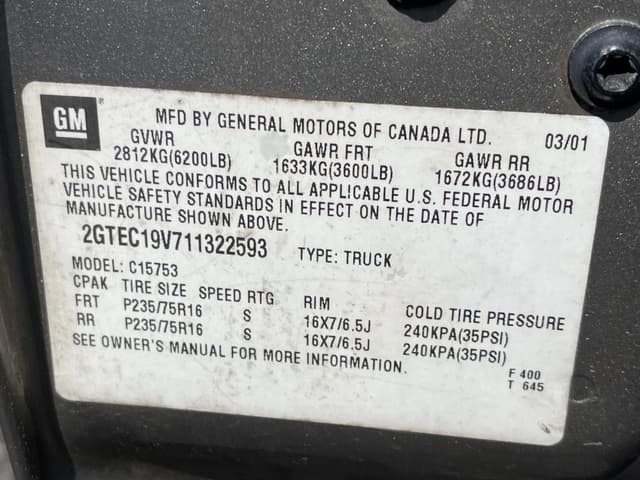 GM
MFD BY GENERAL MOTORS OF CANADA LTD. 03/01
GVWR GAWR FRT GAWR RR
2812KG(6200LB) 1633KG(3600LB) 1672KG(3686LB)
THIS VEHICLE CONFORMS TO ALL APPLICABLE U.S. FEDERAL MOTOR
VEHICLE SAFETY STANDARDS IN EFFECT ON THE DATE OF
MANUFACTURE SHOWN ABOVE.
2GTEC19V711322593 TYPE: TRUCK
MODEL: C15753
CPAK TIRE SIZE SPEED RTG RIM COLD TIRE PRESSURE
FRT P235/75R16 S 16X7/6.5J 240KPA(35PSI)
RR P235/75R16 S 16X7/6.5J 240KPA(35PSI)
SEE OWNER'S MANUAL FOR MORE INFORMATION.
F 400
T 645